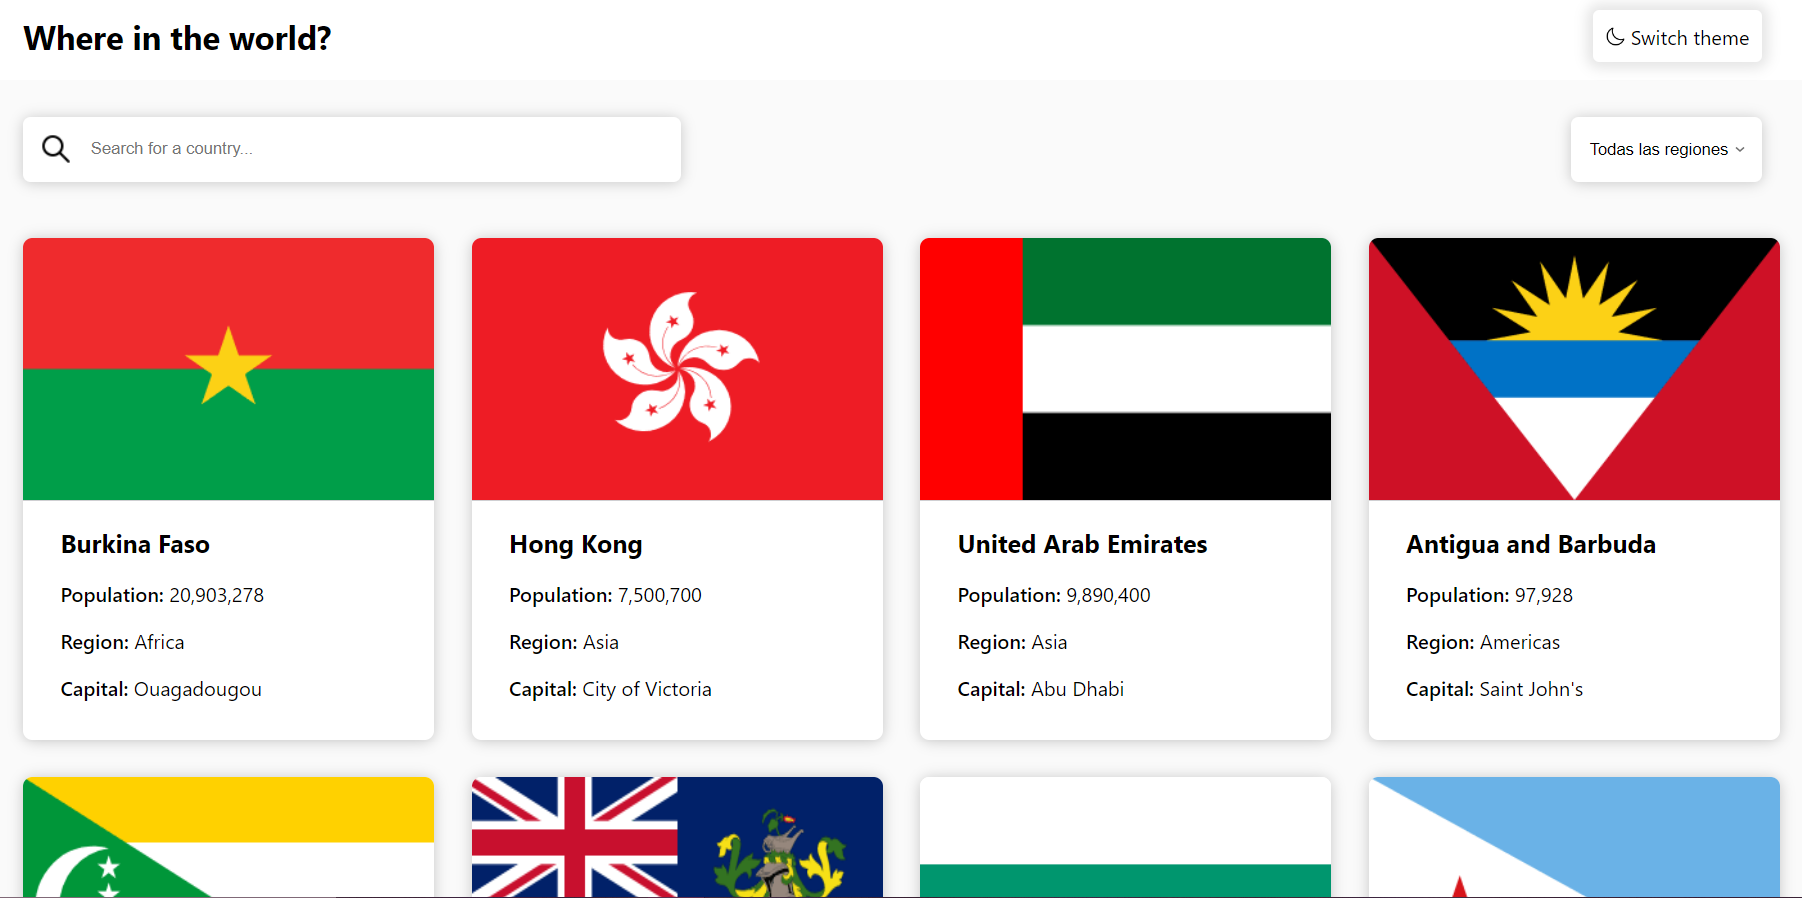 Where in the world?
Switch theme
Search for a country...
Todas las regiones
Burkina Faso
Population: 20,903,278
Region: Africa
Capital: Ouagadougou
Hong Kong
Population: 7,500,700
Region: Asia
Capital: City of Victoria
United Arab Emirates
Population: 9,890,400
Region: Asia
Capital: Abu Dhabi
Antigua and Barbuda
Population: 97,928
Region: Americas
Capital: Saint John's